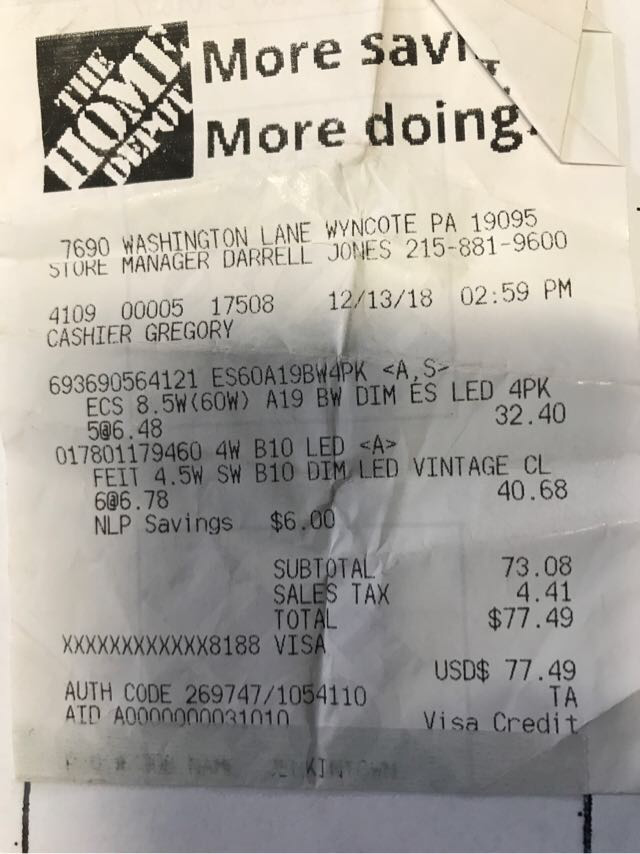 THE
HOME
DEPOT
More
More doing.
7690 WASHINGTON LANE WYNCOTE PA 19095
STORE MANAGER DARRELL JONES 215-881-9600
4109 00005 17508 12/13/18 02:59 PM
CASHIER GREGORY
693690564121 ES60A19BW4PK <A,S>
ECS 8.5W(60W) A19 BW DIM ES LED 4PK
5@6.48 32.40
017801179460 4W B10 LED <A>
FEIT 4.5W SW B10 DIM LED VINTAGE CL
6@6.78 40.68
NLP Savings $6.00
SUBTOTAL 73.08
SALES TAX 4.41
TOTAL $77.49
XXXXXXXXXXXX8188 VISA
USD$ 77.49
AUTH CODE 269747/1054110 TA
AID A0000000031010 Visa Credit